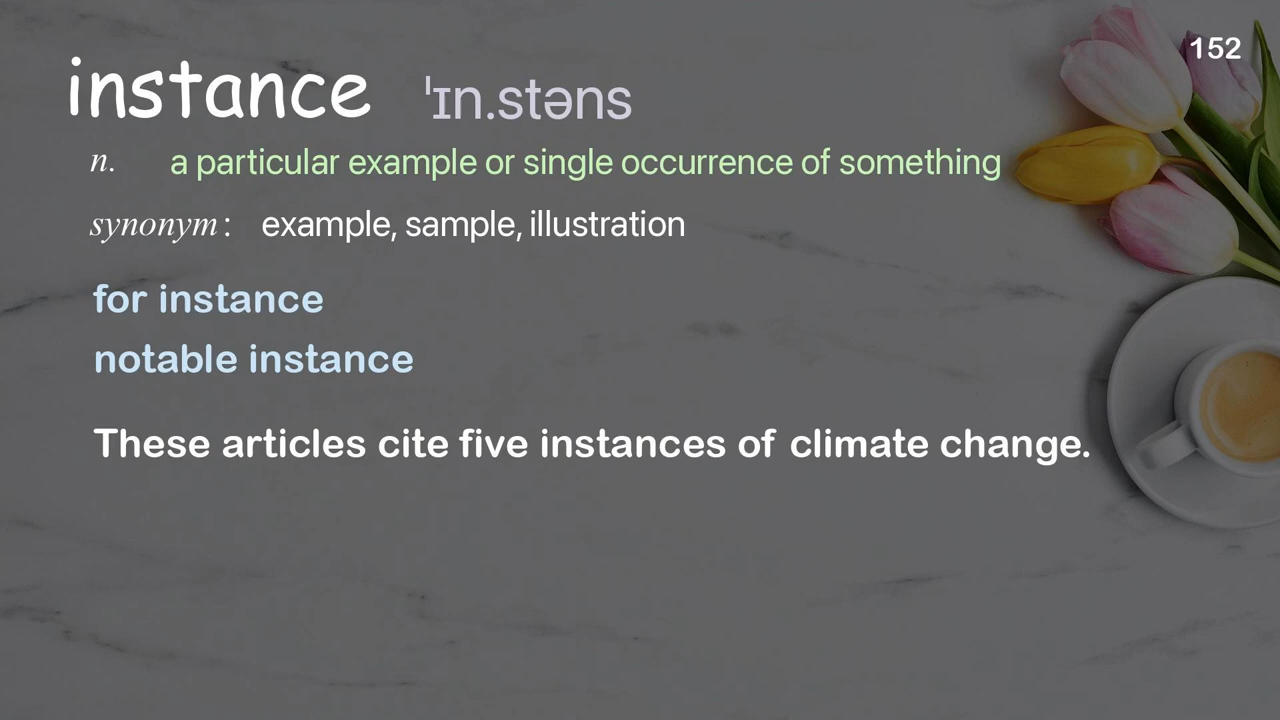 152
instance ˈɪn.stəns
n. a particular example or single occurrence of something
synonym: example, sample, illustration
for instance
notable instance
These articles cite five instances of climate change.